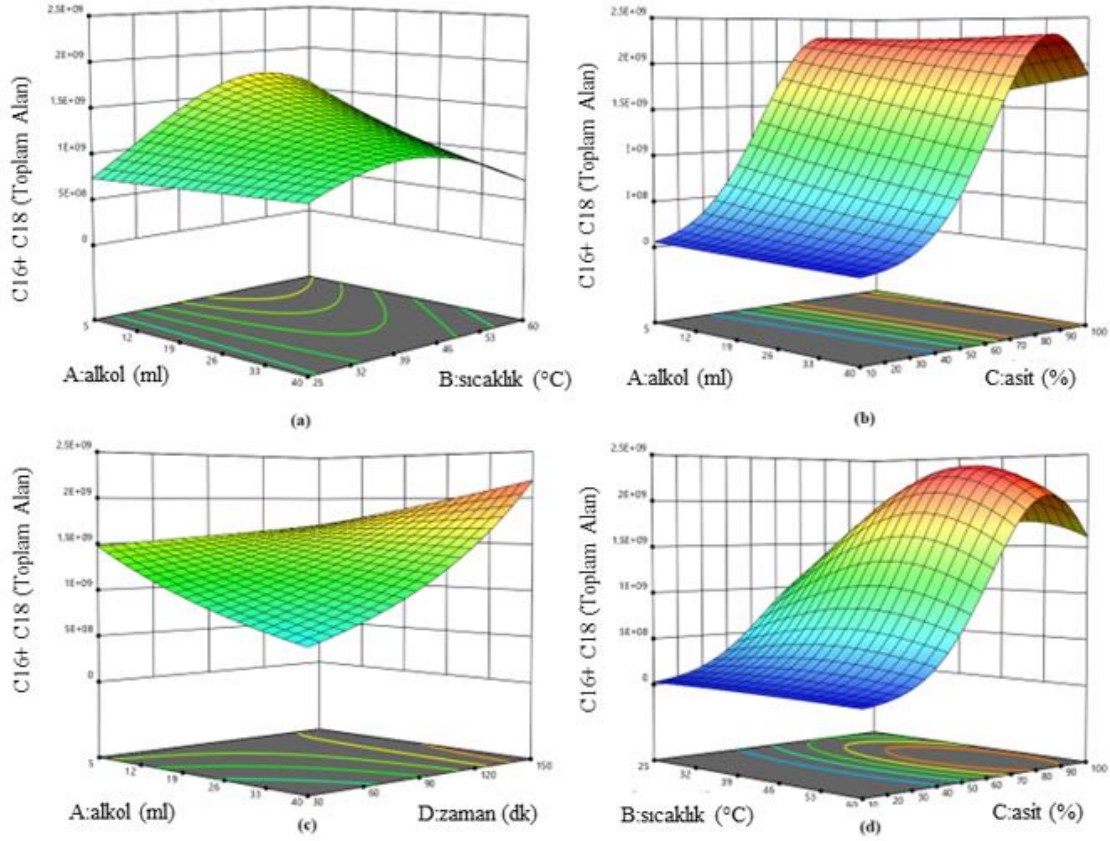 2.5E+09
2E+09
1.5E+09
1E+09
5E+08
0
C16+ C18 (Toplam Alan)
5
12
19
26
33
40
25
32
39
46
53
60
A:alkol (ml)
B:sıcaklık (°C)
(a)
2.5E+09
2E+09
1.5E+09
1E+09
1E+08
0
C16+ C18 (Toplam Alan)
5
12
19
26
33
40
10
20
30
40
50
60
70
80
90
100
A:alkol (ml)
C:asit (%)
(b)
2.5E+09
2E+09
1.5E+09
1E+09
5E+08
0
C16+ C18 (Toplam Alan)
5
12
19
26
33
40
30
60
90
120
150
A:alkol (ml)
D:zaman (dk)
(c)
2.5E+09
2E+09
1.5E+09
1E+09
5E+08
0
C16+ C18 (Toplam Alan)
25
32
39
46
53
60
10
20
30
40
50
60
70
80
90
100
B:sıcaklık (°C)
C:asit (%)
(d)